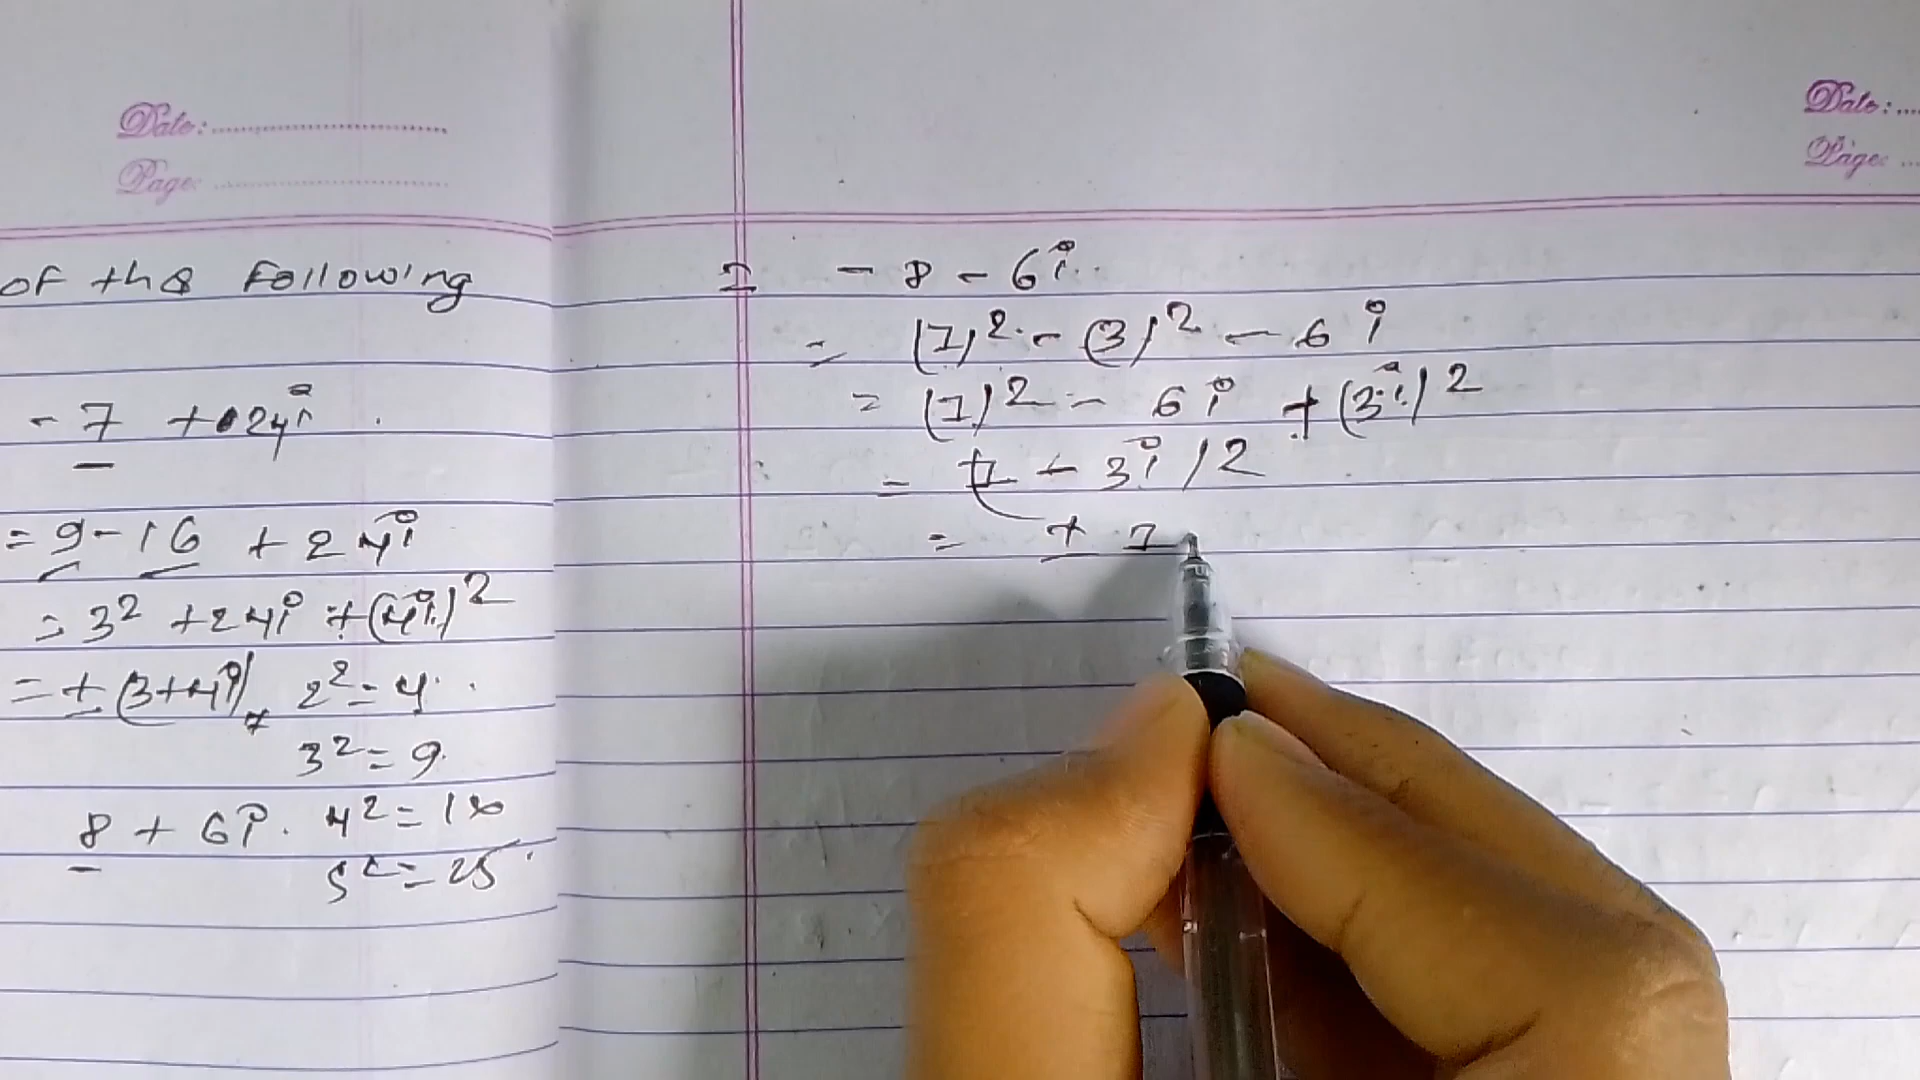 Date:
Page:
of the following
- 7 + 24i
= 9 - 16 + 24i
= 3² + 24i + (4i)²
= ± (3+4i)
2² = 4
3² = 9
8 + 6i.
4² = 16
5² = 25
Date:
Page:
2 - 8 - 6i
= (1)² - (3)² - 6i
= (1)² - 6i + (3i)²
= (1 - 3i)²
= ± 1